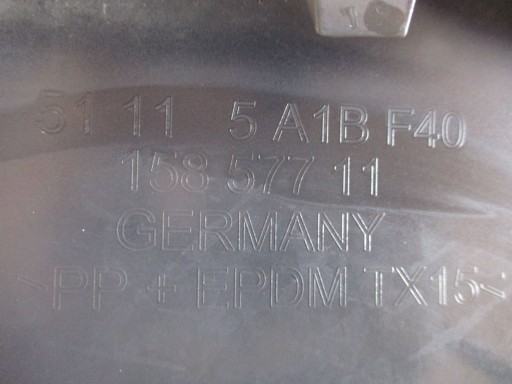 51 11 5 A1B F40
158 577 11
GERMANY
>PP + EPDM TX15<